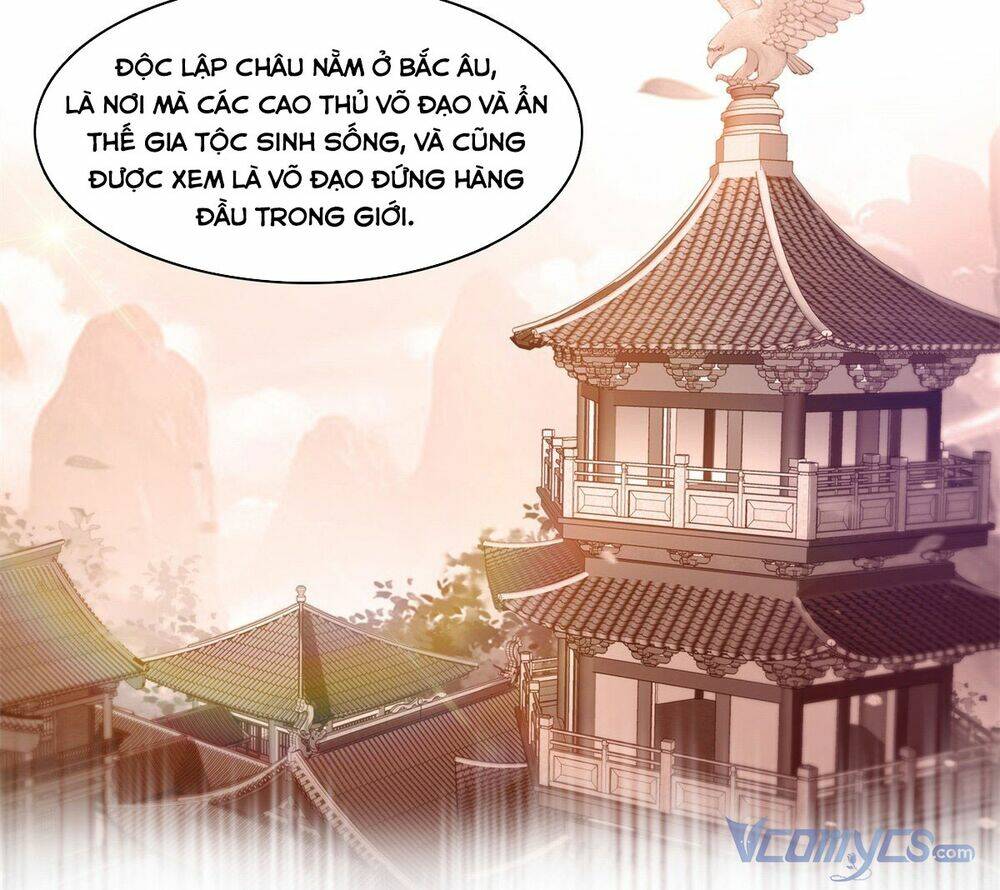 ĐỘC LẬP CHÂU NẰM Ở BẮC ÂU,
LÀ NƠI MÀ CÁC CAO THỦ VÕ ĐẠO VÀ ẨN
THẾ GIA TỘC SINH SỐNG, VÀ CŨNG
ĐƯỢC XEM LÀ VÕ ĐẠO ĐỨNG HÀNG
ĐẦU TRONG GIỚI.
VCOMYCS.com